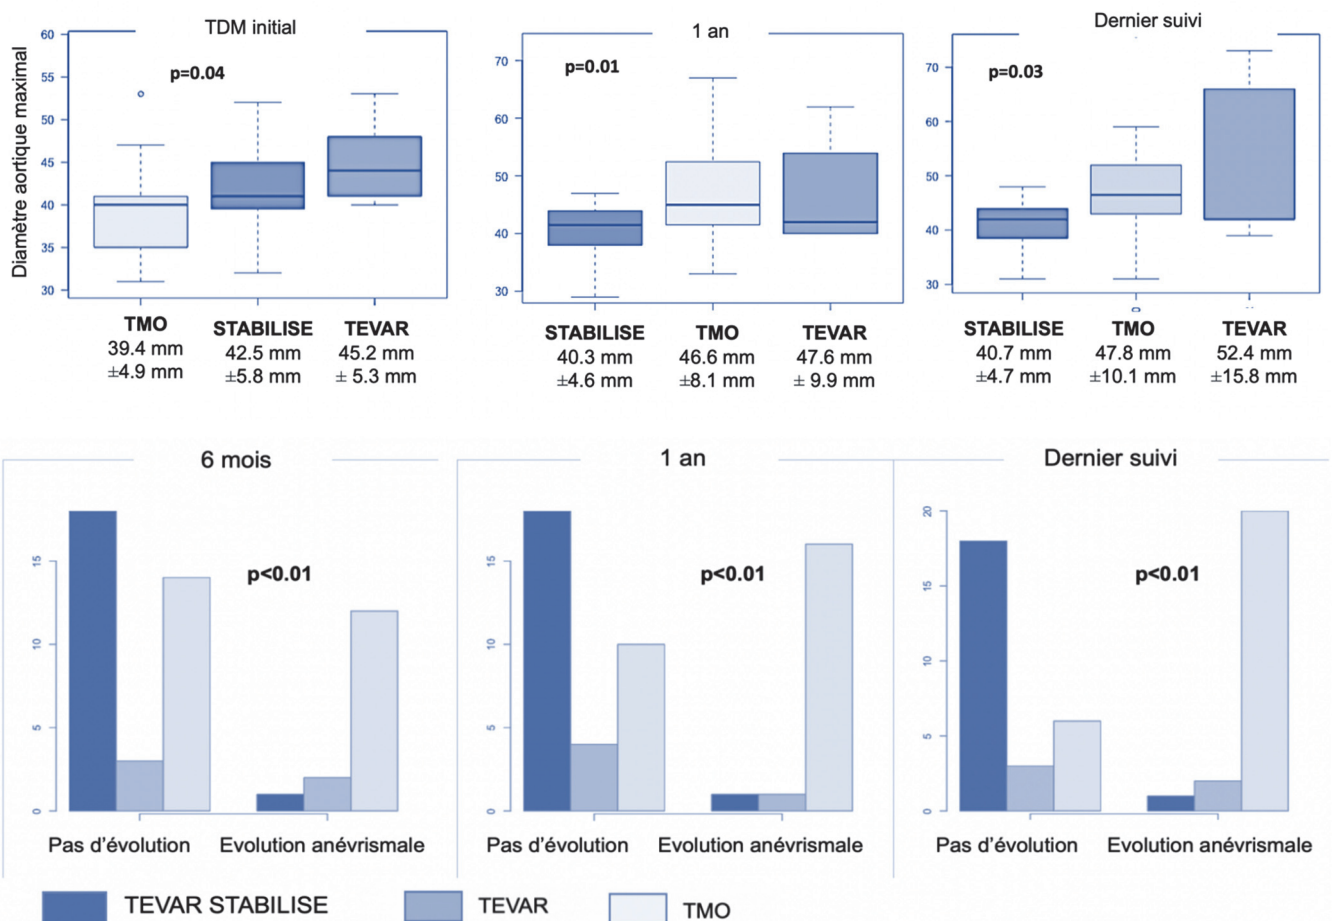 TDM initial
1 an
Dernier suivi
Diamètre aortique maximal
60
55
50
45
40
35
30
p=0.04
TMO
39.4 mm
±4.9 mm
STABILISE
42.5 mm
±5.8 mm
TEVAR
45.2 mm
± 5.3 mm
70
60
50
40
30
p=0.01
STABILISE
40.3 mm
±4.6 mm
TMO
46.6 mm
±8.1 mm
TEVAR
47.6 mm
± 9.9 mm
70
60
50
40
30
p=0.03
STABILISE
40.7 mm
±4.7 mm
TMO
47.8 mm
±10.1 mm
TEVAR
52.4 mm
±15.8 mm
6 mois
15
10
5
0
p<0.01
Pas d'évolution
Evolution anévrismale
1 an
15
10
5
0
p<0.01
Pas d'évolution
Evolution anévrismale
Dernier suivi
20
15
10
5
0
p<0.01
Pas d'évolution
Evolution anévrismale
TEVAR STABILISE
TEVAR
TMO